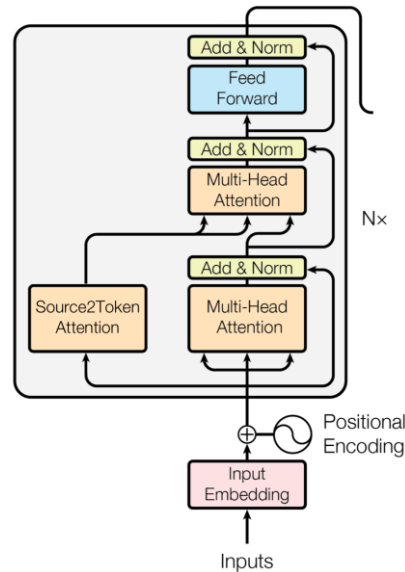 Add & Norm
Feed
Forward
Add & Norm
Multi-Head
Attention
N×
Add & Norm
Source2Token
Attention
Multi-Head
Attention
Positional
Encoding
Input
Embedding
Inputs